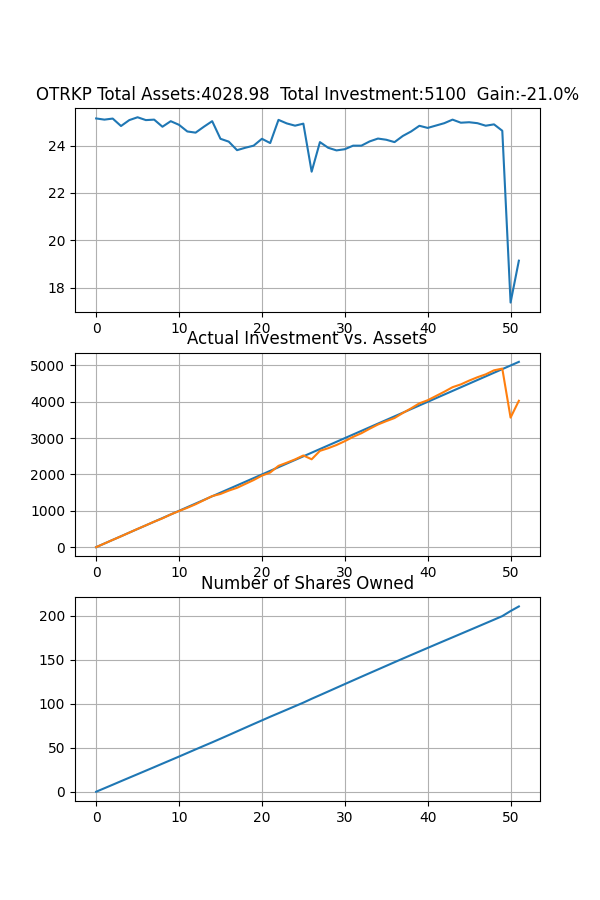 OTRKP Total Assets:4028.98  Total Investment:5100  Gain:-21.0%
24
22
20
18
0 10 20 30 40 50
Actual Investment vs. Assets
5000
4000
3000
2000
1000
0
0 10 20 30 40 50
Number of Shares Owned
200
150
100
50
0
0 10 20 30 40 50